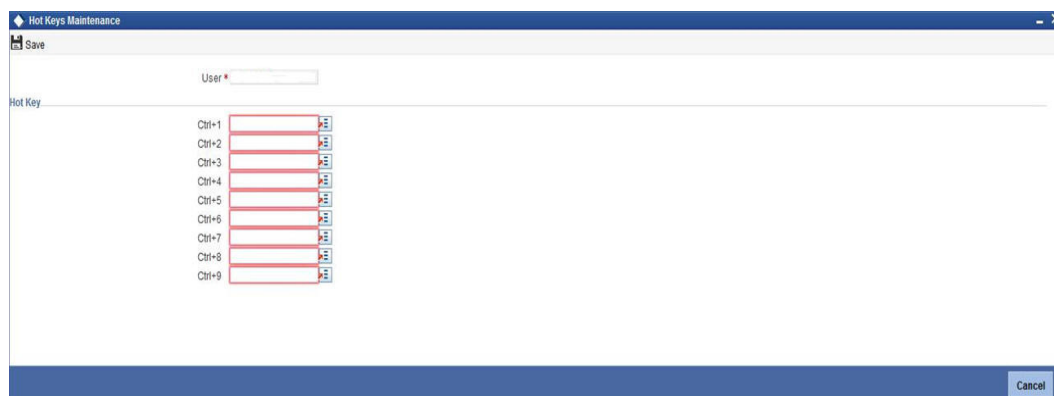 Hot Keys Maintenance
Save
User *
Hot Key
Ctrl+1
Ctrl+2
Ctrl+3
Ctrl+4
Ctrl+5
Ctrl+6
Ctrl+7
Ctrl+8
Ctrl+9
Cancel